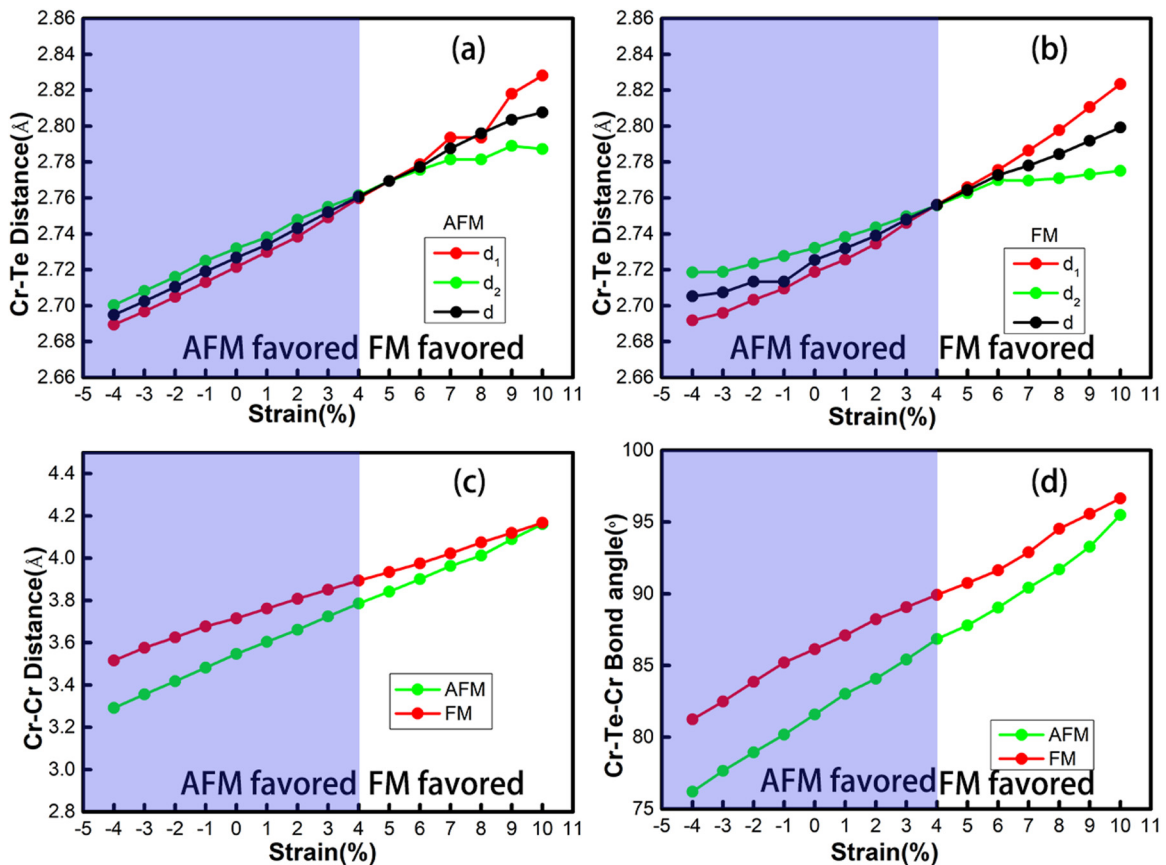 2.86
2.84
2.82
2.80
2.78
2.76
2.74
2.72
2.70
2.68
2.66
Cr-Te Distance(Å)
(a)
AFM
d1
d2
d
AFM favored
FM favored
-5 -4 -3 -2 -1 0 1 2 3 4 5 6 7 8 9 10 11
Strain(%)
2.86
2.84
2.82
2.80
2.78
2.76
2.74
2.72
2.70
2.68
2.66
Cr-Te Distance(Å)
(b)
FM
d1
d2
d
AFM favored
FM favored
-5 -4 -3 -2 -1 0 1 2 3 4 5 6 7 8 9 10 11
Strain(%)
4.4
4.2
4.0
3.8
3.6
3.4
3.2
3.0
2.8
Cr-Cr Distance(Å)
(c)
AFM
FM
AFM favored
FM favored
-5 -4 -3 -2 -1 0 1 2 3 4 5 6 7 8 9 10 11
Strain(%)
100
95
90
85
80
75
Cr-Te-Cr Bond angle(°)
(d)
AFM
FM
AFM favored
FM favored
-5 -4 -3 -2 -1 0 1 2 3 4 5 6 7 8 9 10 11
Strain(%)